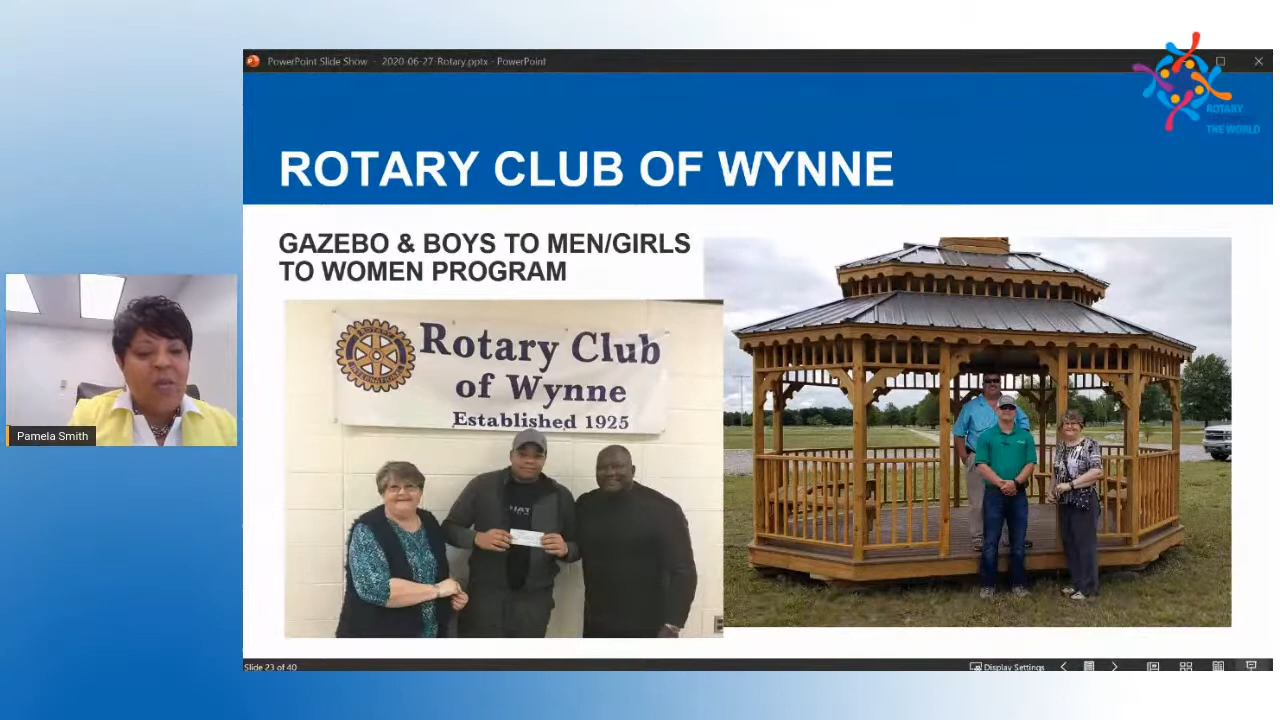 PowerPoint Slide Show - 2020-06-27-Rotary.pptx - PowerPoint
ROTARY
THE WORLD
ROTARY CLUB OF WYNNE
GAZEBO & BOYS TO MEN/GIRLS
TO WOMEN PROGRAM
ROTARY
INTERNATIONAL
Rotary Club
of Wynne
Established 1925
Pamela Smith
Slide 23 of 40
Display Settings